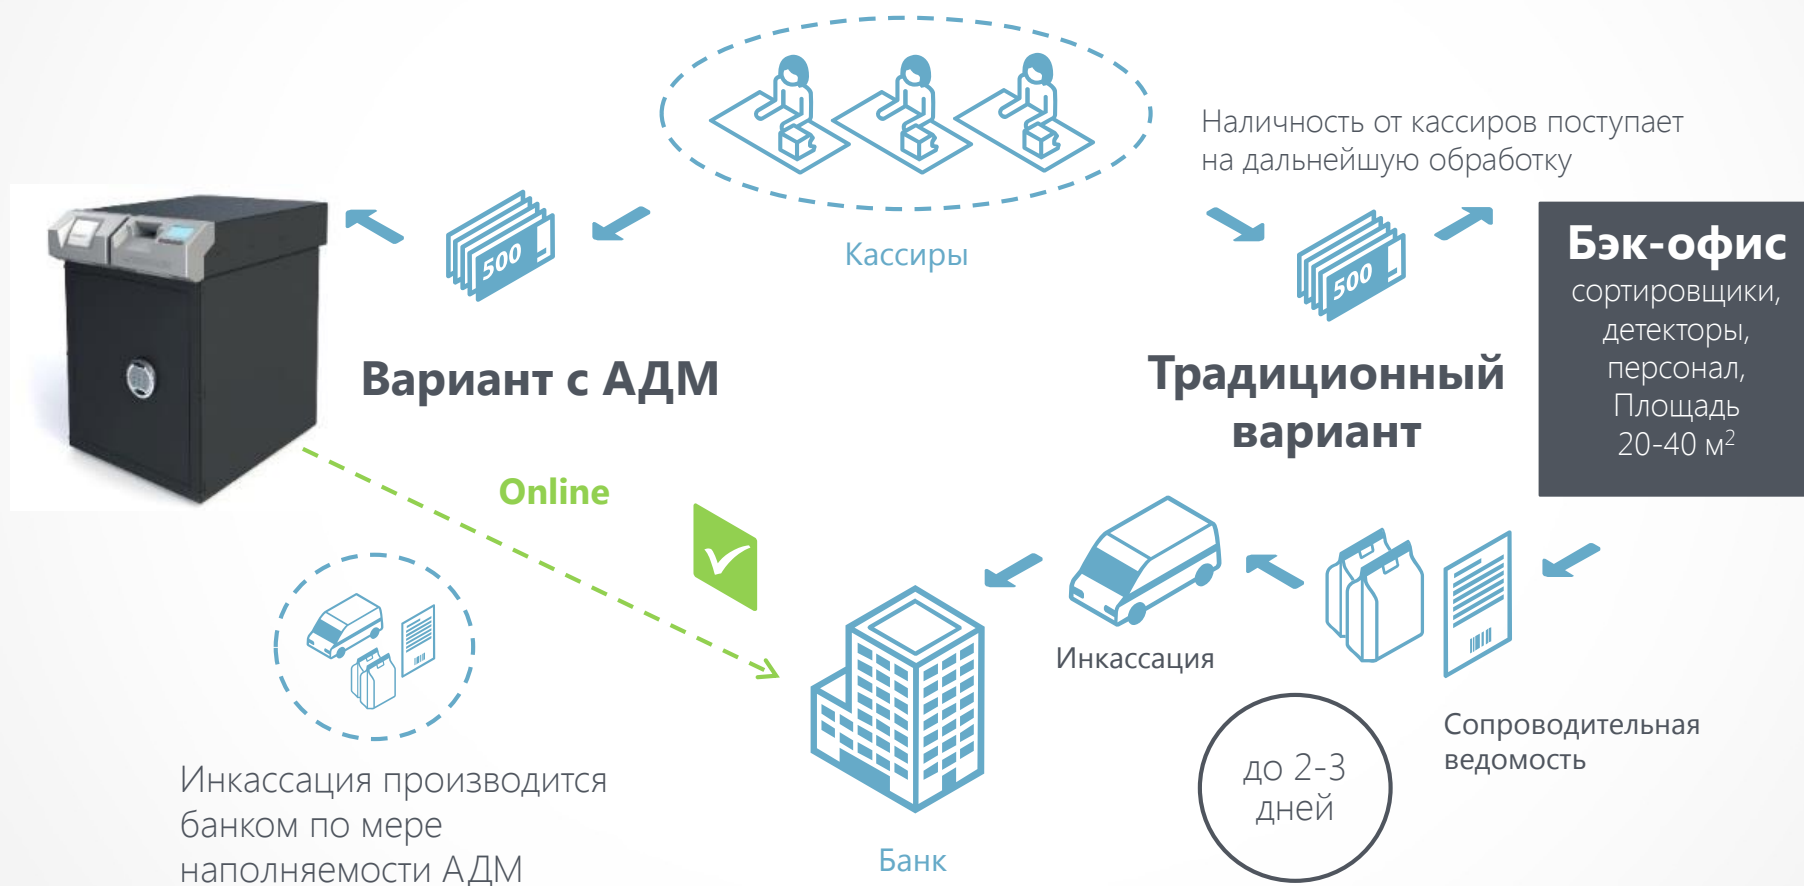 Наличность от кассиров поступает
на дальнейшую обработку
Кассиры
500
500
Бэк-офис
сортировщики,
детекторы,
персонал,
Площадь
20-40 м²
Вариант с АДМ
Традиционный
вариант
Online
Инкассация
Сопроводительная
ведомость
до 2-3
дней
Инкассация производится
банком по мере
наполняемости АДМ
Банк